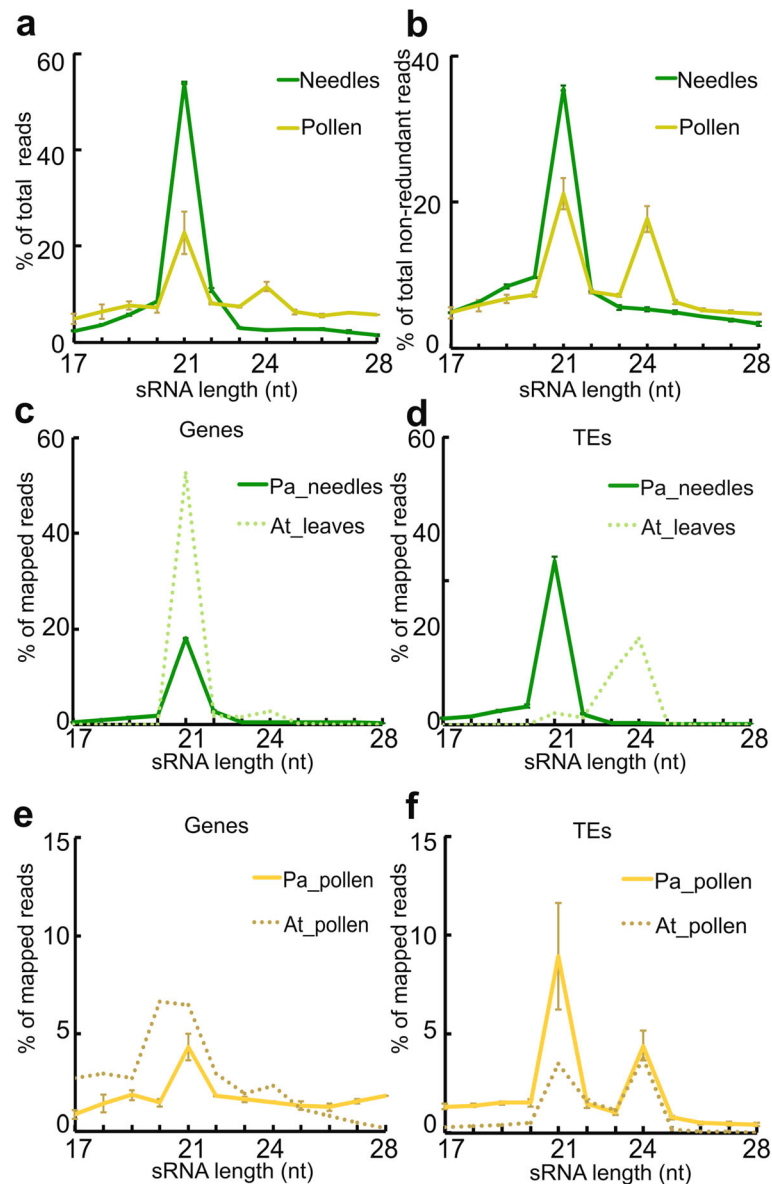 a
60
40
20
0
% of total reads
Needles
Pollen
17
21
24
28
sRNA length (nt)
b
40
20
0
% of total non-redundant reads
Needles
Pollen
17
21
24
28
sRNA length (nt)
c
Genes
60
40
20
0
% of mapped reads
Pa_needles
At_leaves
17
21
24
28
sRNA length (nt)
d
TEs
60
40
20
0
% of mapped reads
Pa_needles
At_leaves
17
21
24
28
sRNA length (nt)
e
Genes
15
10
5
0
% of mapped reads
Pa_pollen
At_pollen
17
21
24
28
sRNA length (nt)
f
TEs
15
10
5
0
% of mapped reads
Pa_pollen
At_pollen
17
21
24
28
sRNA length (nt)